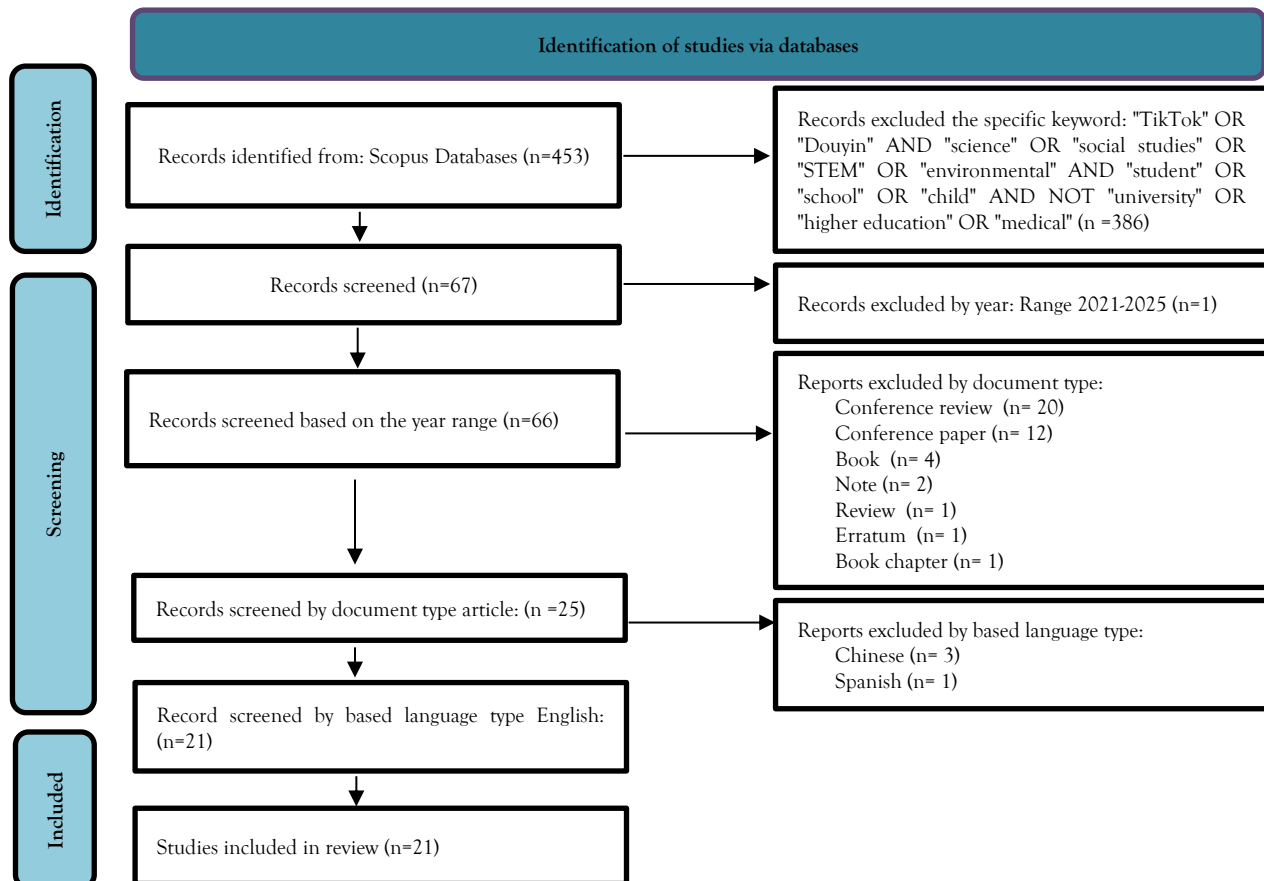 Identification of studies via databases
Identification
Records identified from: Scopus Databases (n=453)
Records excluded the specific keyword: "TikTok" OR
"Douyin" AND "science" OR "social studies" OR
"STEM" OR "environmental" AND "student" OR
"school" OR "child" AND NOT "university" OR
"higher education" OR "medical" (n =386)
Screening
Records screened (n=67)
Records excluded by year: Range 2021-2025 (n=1)
Records screened based on the year range (n=66)
Reports excluded by document type:
Conference review (n= 20)
Conference paper (n= 12)
Book (n= 4)
Note (n= 2)
Review (n= 1)
Erratum (n= 1)
Book chapter (n= 1)
Records screened by document type article: (n =25)
Reports excluded by based language type:
Chinese (n= 3)
Spanish (n= 1)
Record screened by based language type English:
(n=21)
Included
Studies included in review (n=21)